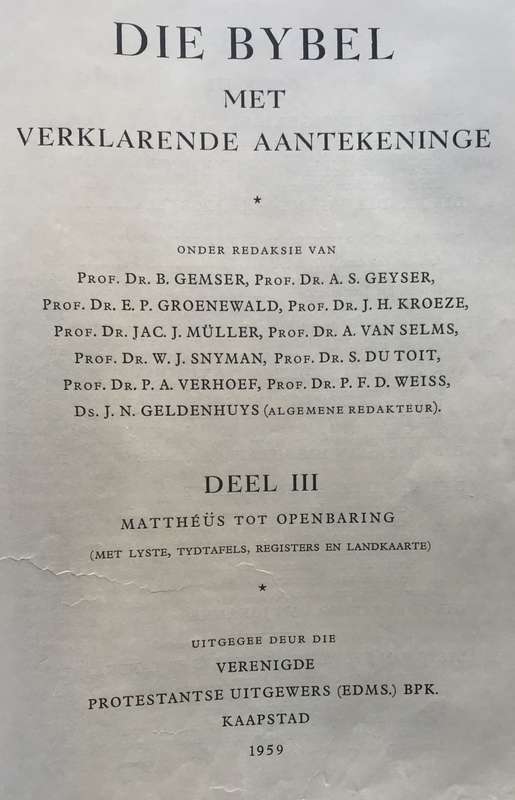 DIE BYBEL
MET
VERKLARENDE AANTEKENINGE
*
ONDER REDAKSIE VAN
PROF. DR. B. GEMSER, PROF. DR. A. S. GEYSER,
PROF. DR. E. P. GROENEWALD, PROF. DR. J. H. KROEZE,
PROF. DR. JAC. J. MÜLLER, PROF. DR. A. VAN SELMS,
PROF. DR. W. J. SNYMAN, PROF. DR. S. DU TOIT,
PROF. DR. P. A. VERHOEF, PROF. DR. P. F. D. WEISS,
DS. J. N. GELDENHUYS (ALGEMENE REDAKTEUR).
DEEL III
MATTHÉÜS TOT OPENBARING
(MET LYSTE, TYDTAFELS, REGISTERS EN LANDKAARTE)
*
UITGEGEE DEUR DIE
VERENIGDE
PROTESTANTSE UITGEWERS (EDMS.) BPK.
KAAPSTAD
1959